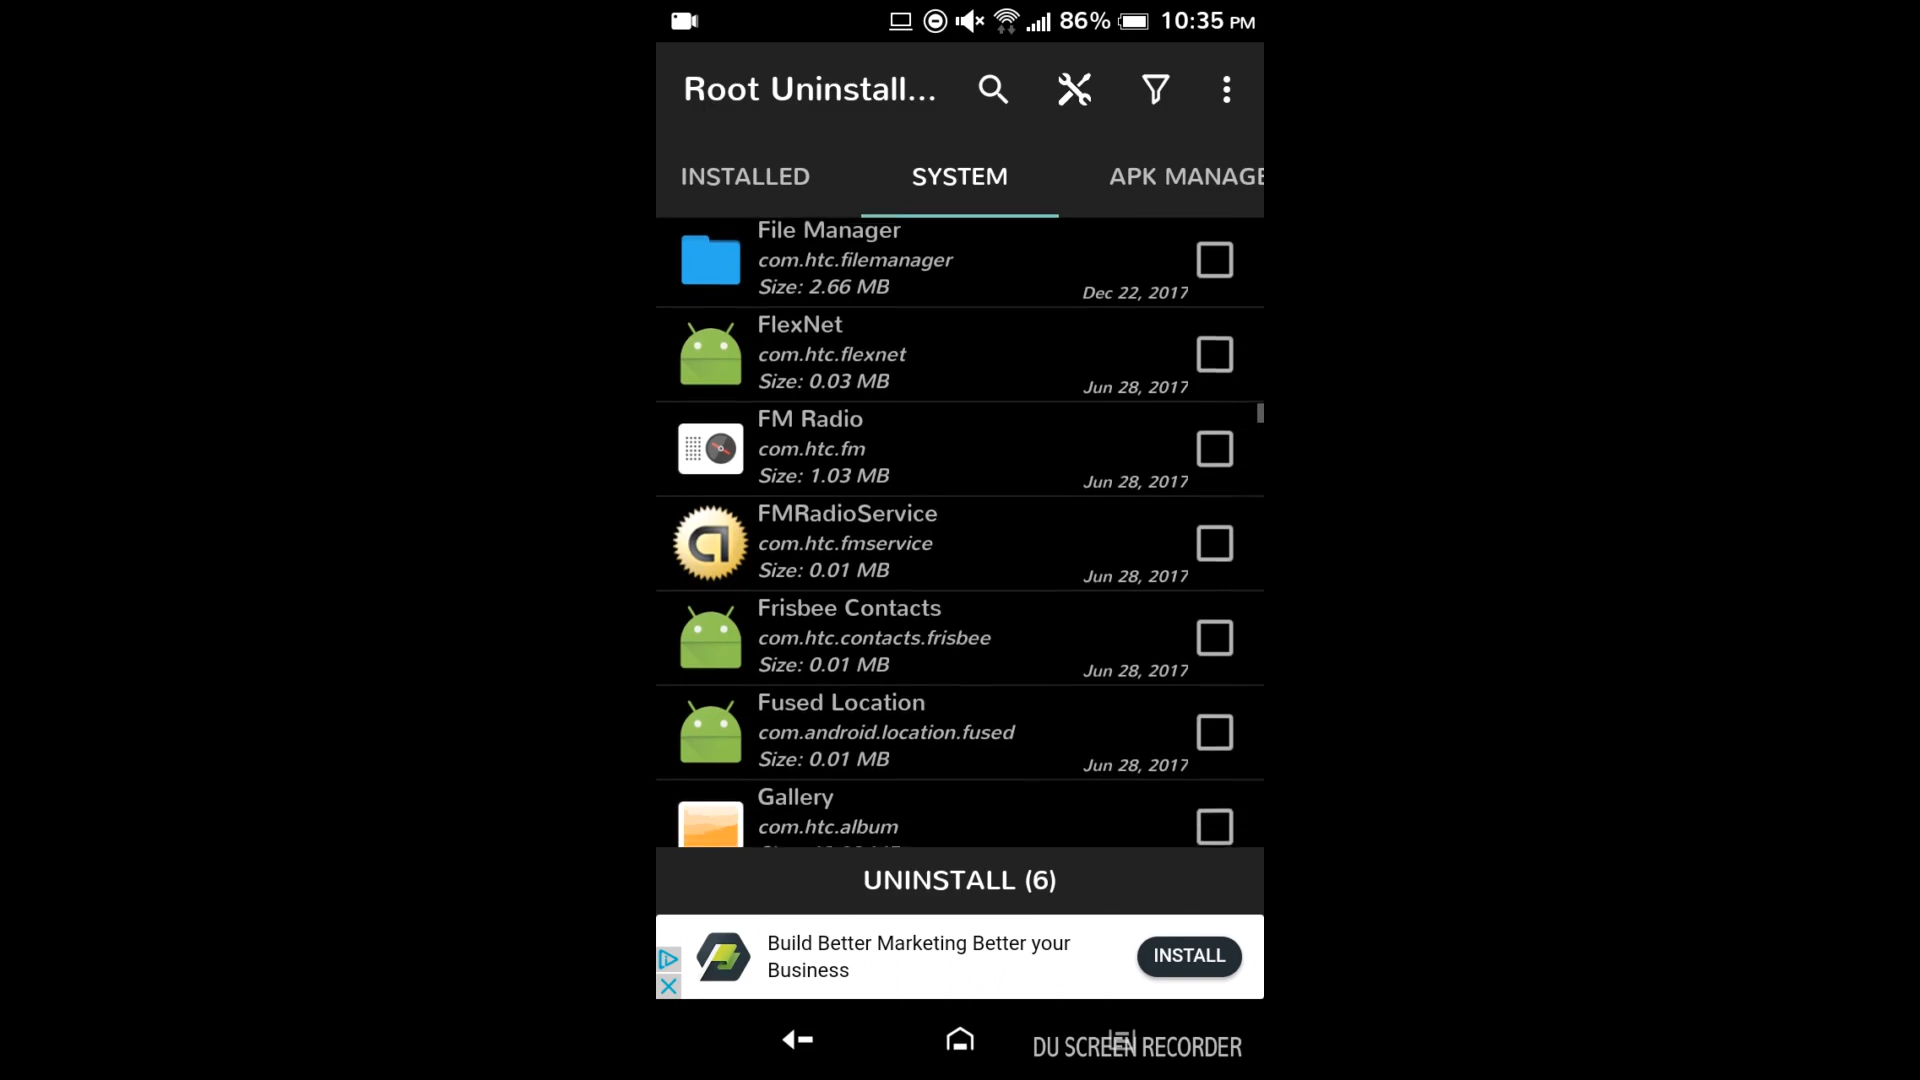 86% 10:35 PM
Root Uninstall...
INSTALLED SYSTEM APK MANAGE
File Manager
com.htc.filemanager
Size: 2.66 MB
Dec 22, 2017
FlexNet
com.htc.flexnet
Size: 0.03 MB
Jun 28, 2017
FM Radio
com.htc.fm
Size: 1.03 MB
Jun 28, 2017
FMRadioService
com.htc.fmservice
Size: 0.01 MB
Jun 28, 2017
Frisbee Contacts
com.htc.contacts.frisbee
Size: 0.01 MB
Jun 28, 2017
Fused Location
com.android.location.fused
Size: 0.01 MB
Jun 28, 2017
Gallery
com.htc.album
UNINSTALL (6)
Build Better Marketing Better your
Business
INSTALL
DU SCREEN RECORDER